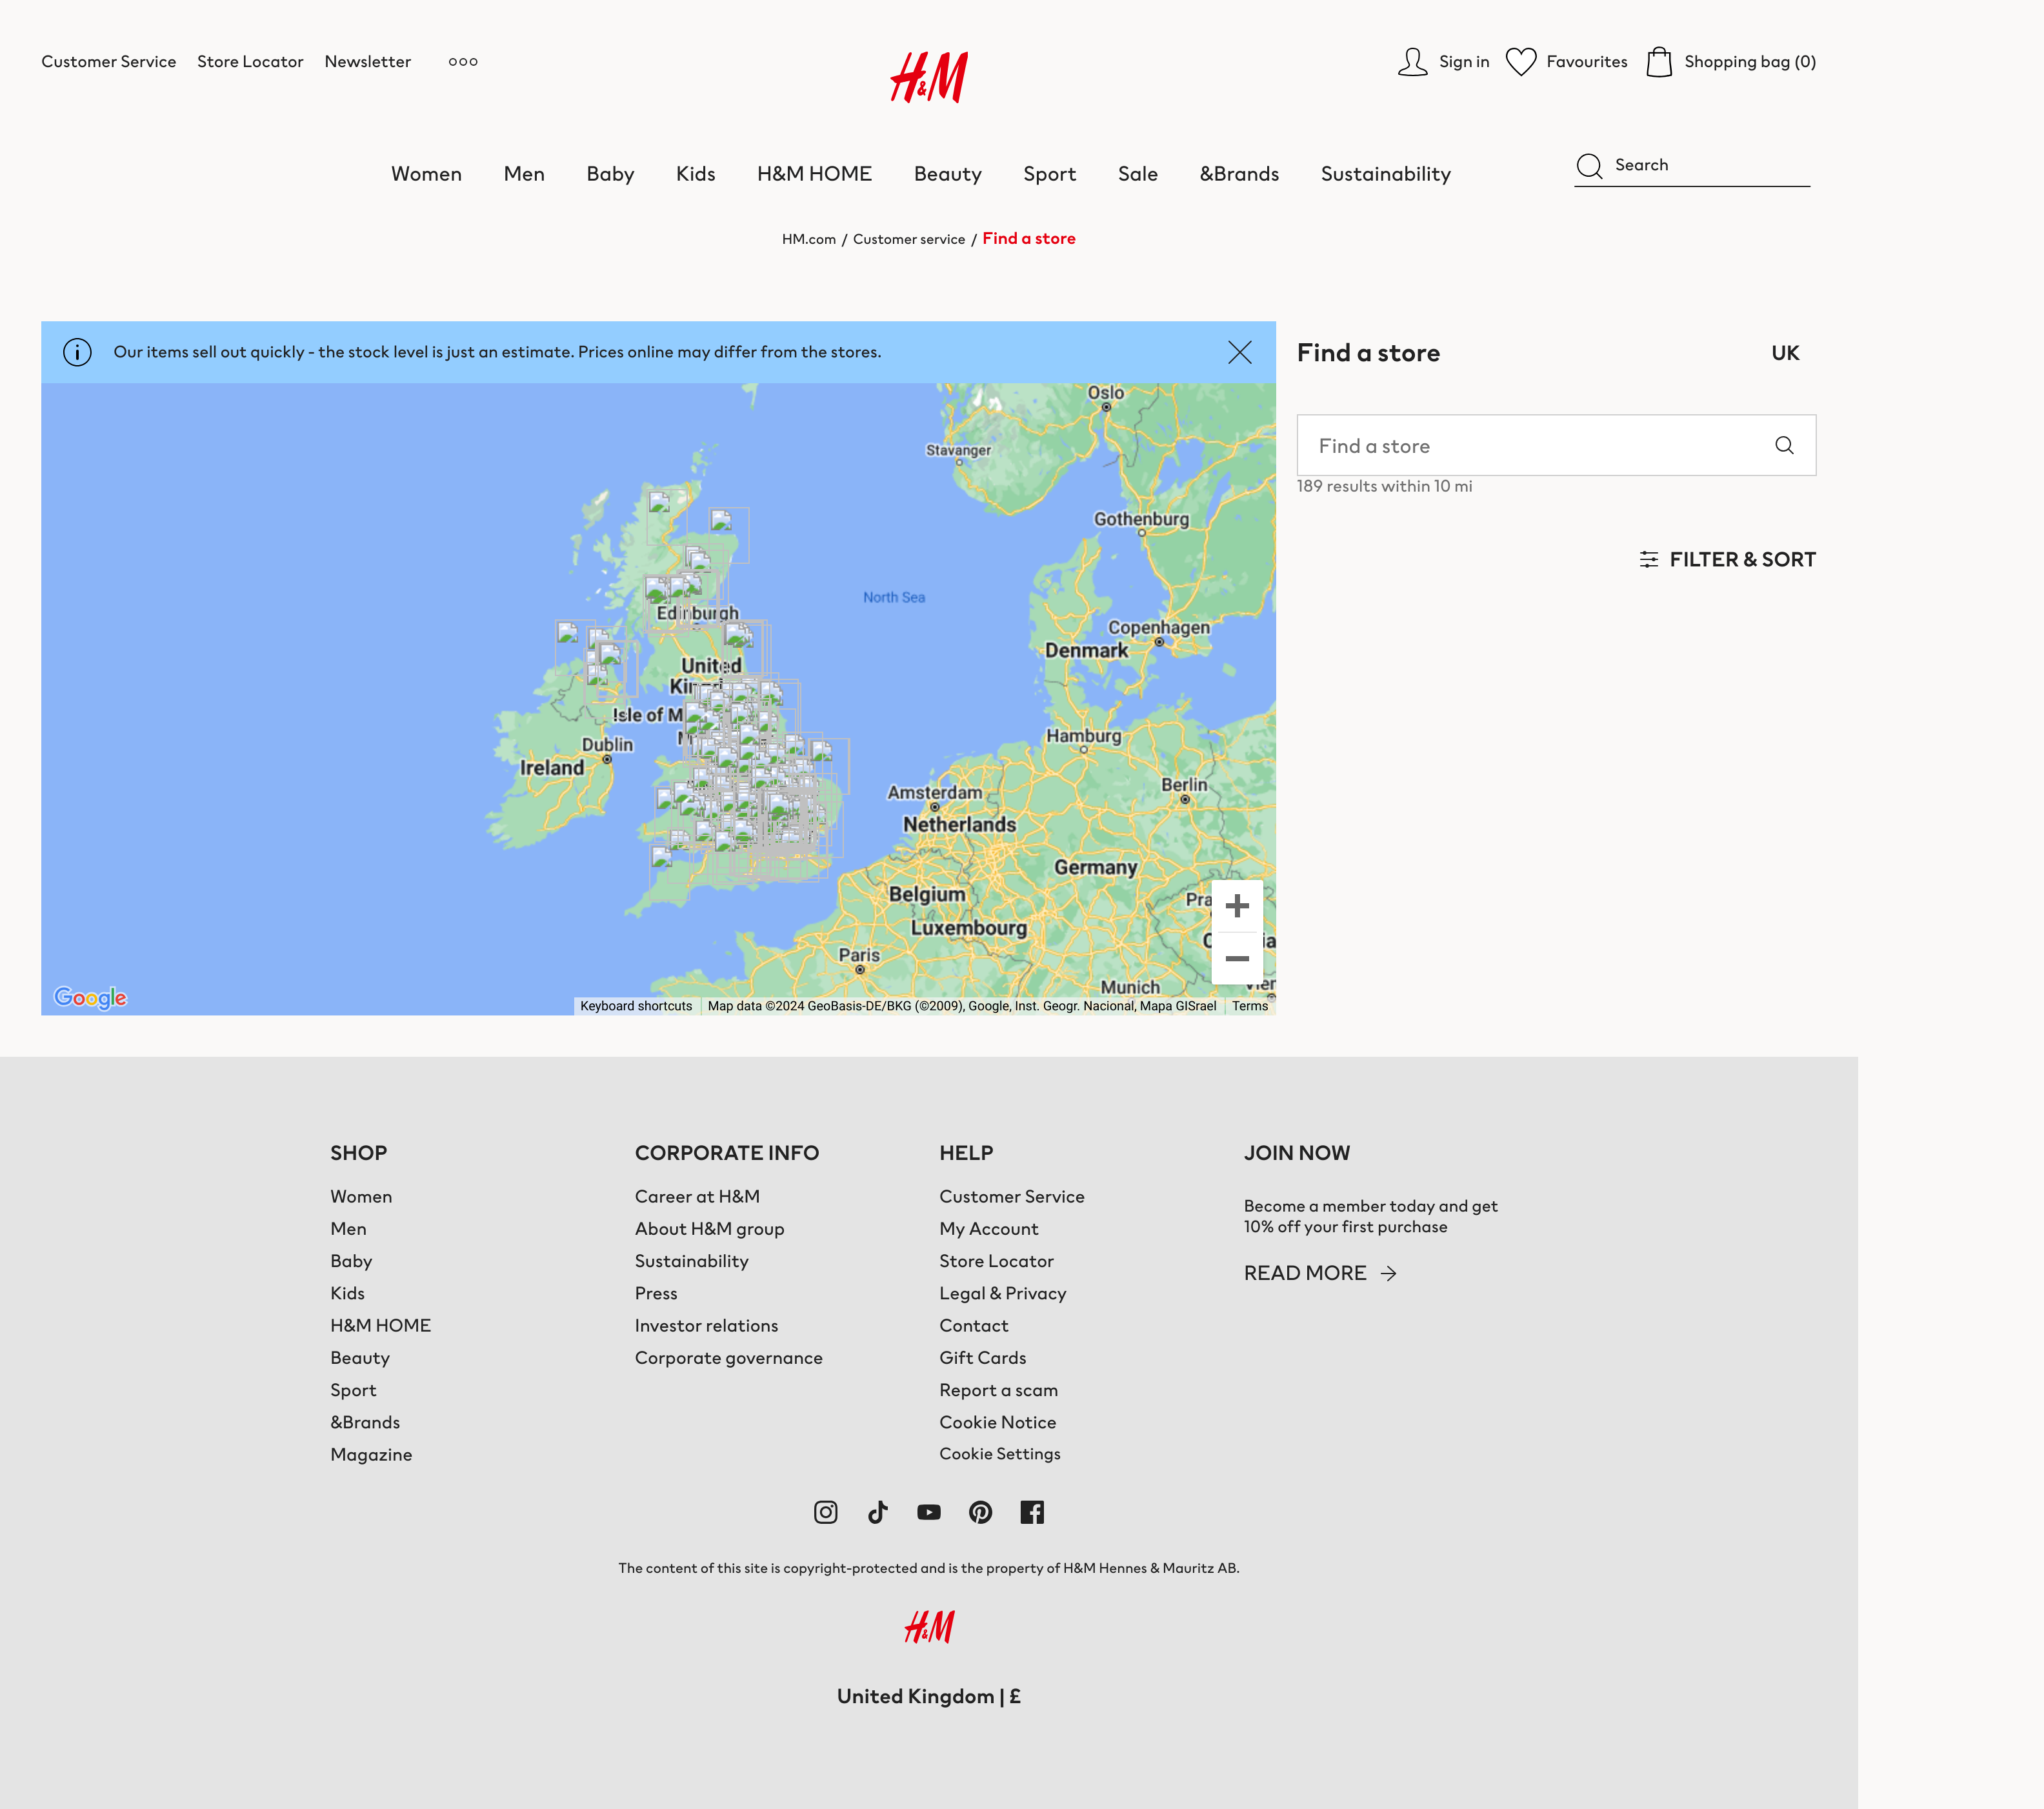 Customer Service Store Locator Newsletter
H&M
Sign in Favourites Shopping bag (0)
Women Men Baby Kids H&M HOME Beauty Sport Sale &Brands Sustainability
Search
HM.com / Customer service / Find a store
Our items sell out quickly - the stock level is just an estimate. Prices online may differ from the stores.
Oslo
Stavanger
Gothenburg
North Sea
Edinburgh
Copenhagen
Denmark
United
Isle of M
Dublin
Ireland
Hamburg
Amsterdam
Berlin
Netherlands
Germany
Belgium
Pra
Luxembourg
Paris
Munich
Google
Keyboard shortcuts Map data ©2024 GeoBasis-DE/BKG (©2009), Google, Inst. Geogr. Nacional, Mapa GISrael Terms
Find a store
UK
Find a store
189 results within 10 mi
FILTER & SORT
SHOP
Women
Men
Baby
Kids
H&M HOME
Beauty
Sport
&Brands
Magazine
CORPORATE INFO
Career at H&M
About H&M group
Sustainability
Press
Investor relations
Corporate governance
HELP
Customer Service
My Account
Store Locator
Legal & Privacy
Contact
Gift Cards
Report a scam
Cookie Notice
Cookie Settings
JOIN NOW
Become a member today and get
10% off your first purchase
READ MORE
The content of this site is copyright-protected and is the property of H&M Hennes & Mauritz AB.
H&M
United Kingdom | £